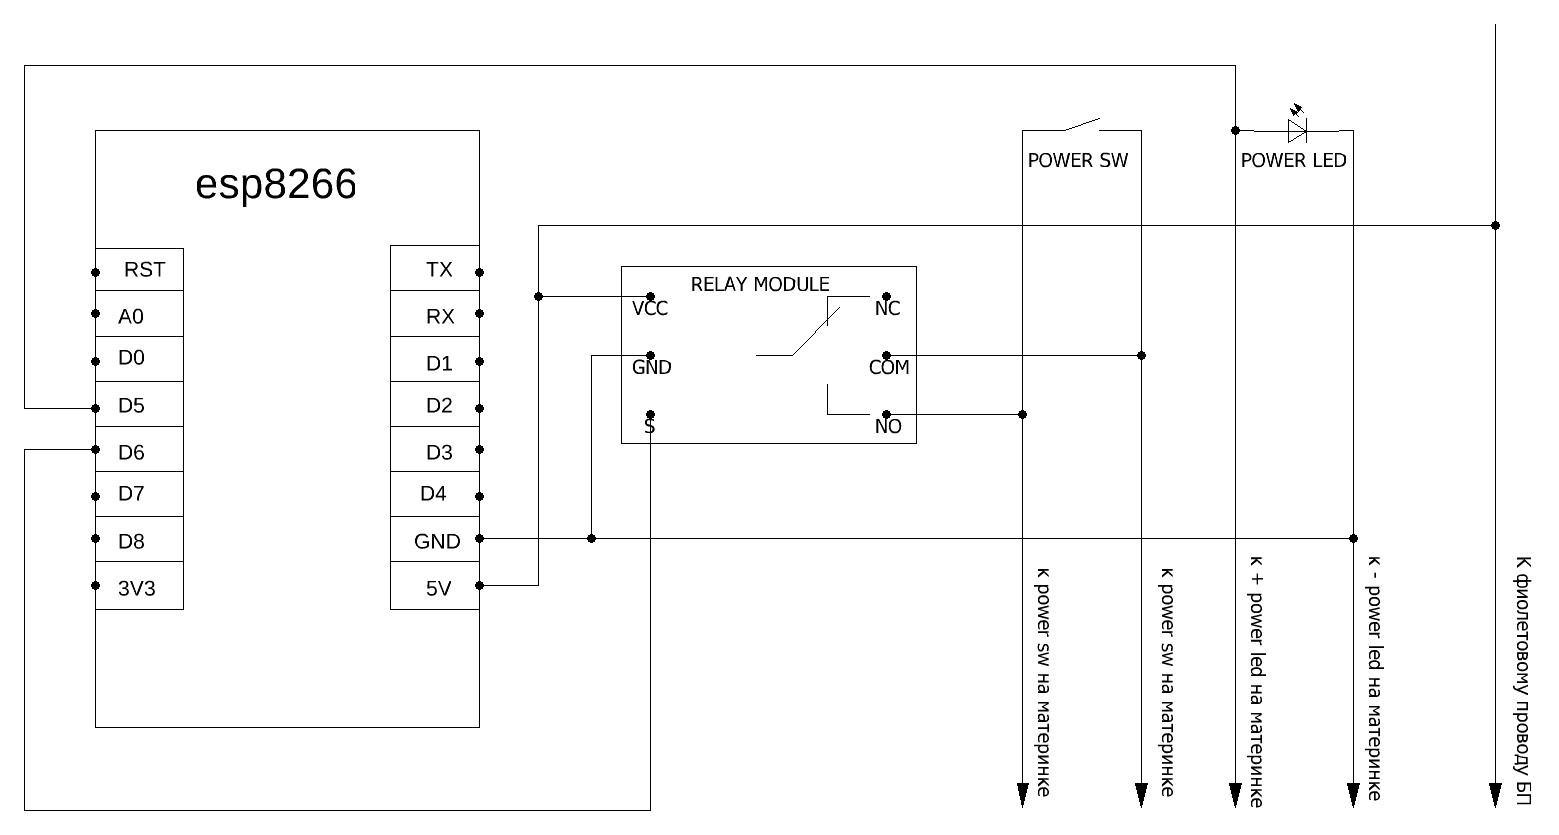 esp8266
RST
A0
D0
D5
D6
D7
D8
3V3
TX
RX
D1
D2
D3
D4
GND
5V
RELAY MODULE
VCC
GND
S
NC
COM
NO
POWER SW
POWER LED
к power sw на материнке
к power sw на материнке
к + power led на материнке
к - power led на материнке
К фиолетовому проводу БП